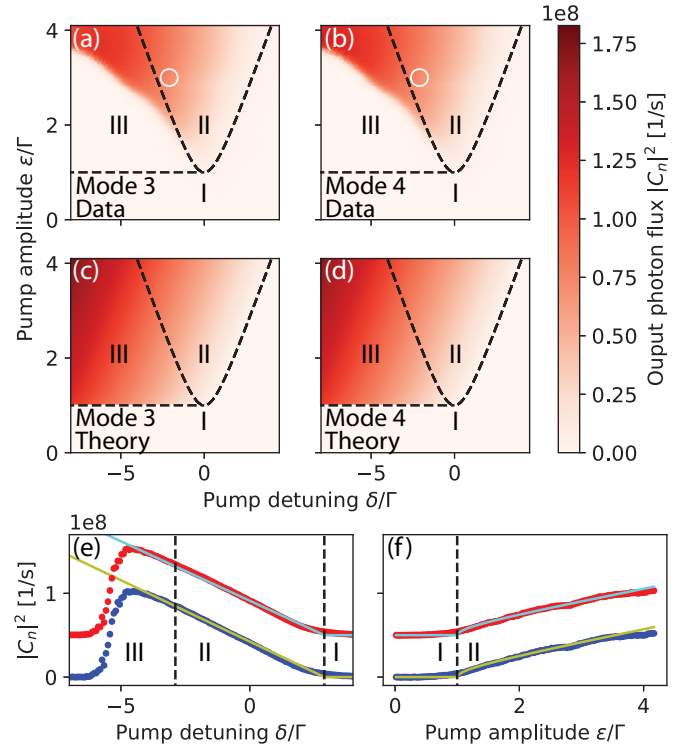 (a)
III
II
I
Mode 3
Data
(b)
III
II
I
Mode 4
Data
(c)
III
II
I
Mode 3
Theory
(d)
III
II
I
Mode 4
Theory
4
2
0
4
2
0
Pump amplitude ε/Γ
−5
0
−5
0
Pump detuning δ/Γ
1e8
1.75
1.50
1.25
1.00
0.75
0.50
0.25
0.00
Ouput photon flux |Cn|² [1/s]
1e8
(e)
III
II
I
1
0
|Cn|² [1/s]
−5
0
Pump detuning δ/Γ
(f)
I
II
0
2
4
Pump amplitude ε/Γ